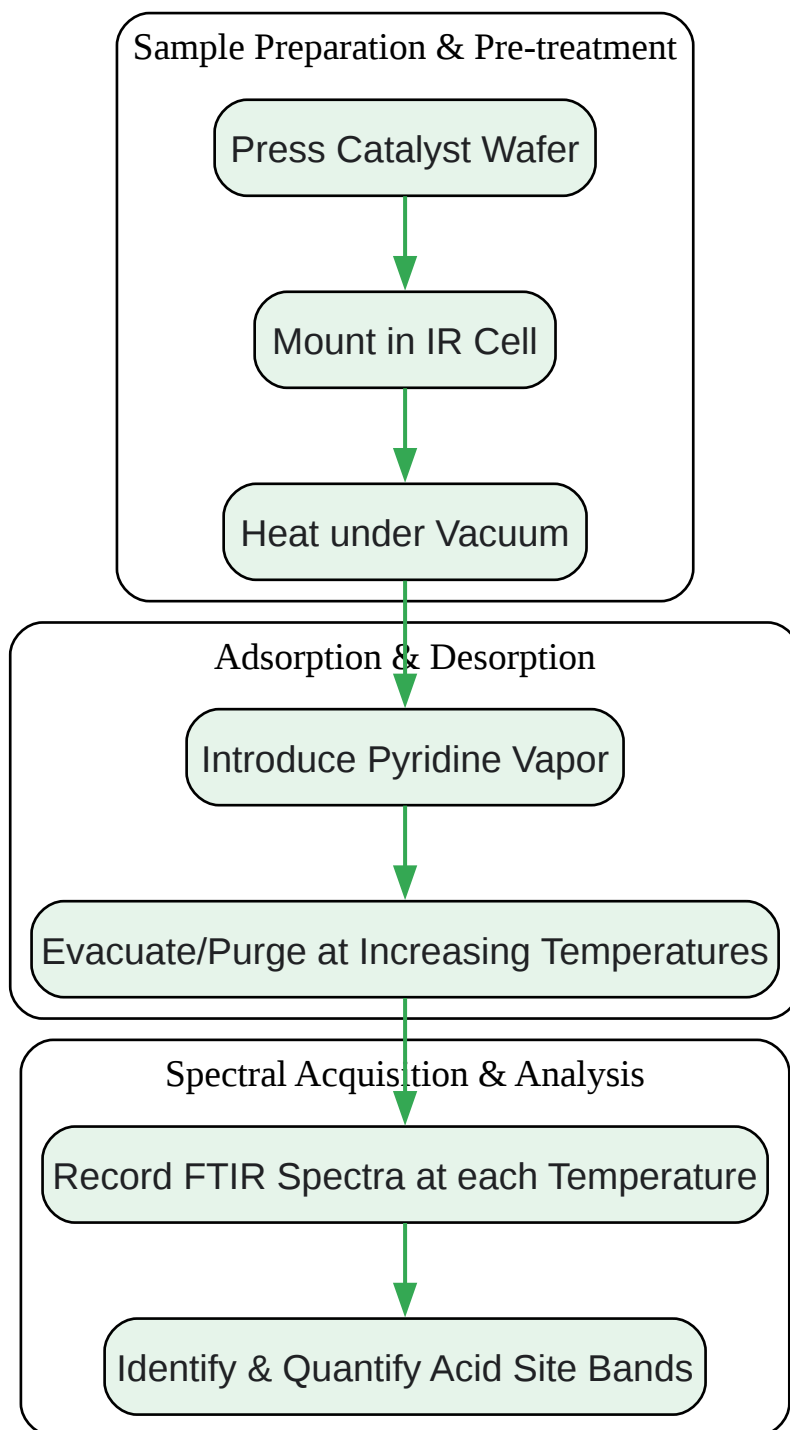 Sample Preparation & Pre-treatment
Press Catalyst Wafer
Mount in IR Cell
Heat under Vacuum
Adsorption & Desorption
Introduce Pyridine Vapor
Evacuate/Purge at Increasing Temperatures
Spectral Acquisition & Analysis
Record FTIR Spectra at each Temperature
Identify & Quantify Acid Site Bands